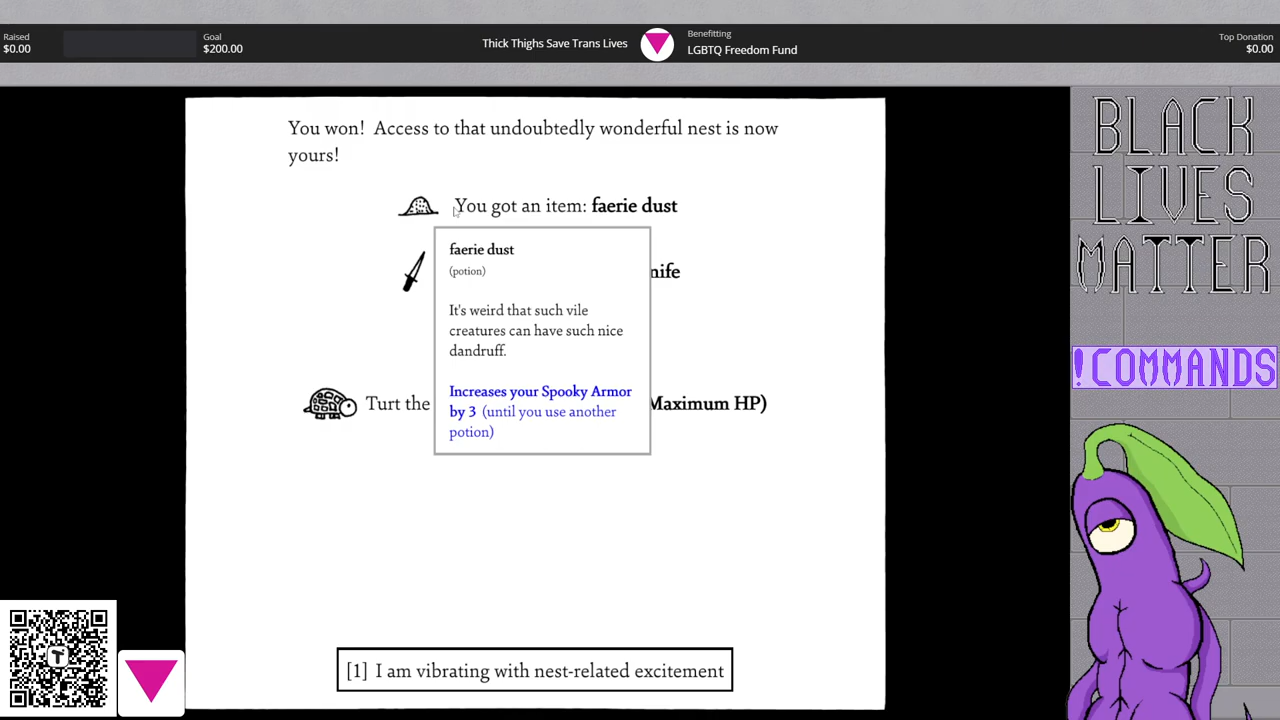 Raised
$0.00
Goal
$200.00
Thick Thighs Save Trans Lives
Benefitting
LGBTQ Freedom Fund
Top Donation
$0.00
You won! Access to that undoubtedly wonderful nest is now
yours!
You got an item: faerie dust
faerie dust
(potion)
nife
It's weird that such vile
creatures can have such nice
dandruff.
Increases your Spooky Armor
by 3 (until you use another
potion)
Turt the
Maximum HP)
[1] I am vibrating with nest-related excitement
BLACK
LIVES
MATTER
!COMMANDS
T